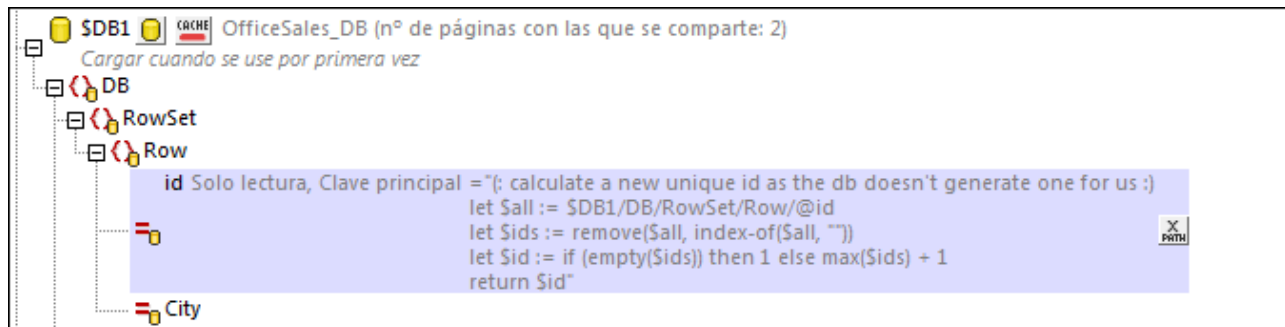 $DB1 CACHE OfficeSales_DB (nº de páginas con las que se comparte: 2)
Cargar cuando se use por primera vez
DB
RowSet
Row
id Solo lectura, Clave principal ="(: calculate a new unique id as the db doesn't generate one for us :)
let $all := $DB1/DB/RowSet/Row/@id
let $ids := remove($all, index-of($all, ""))
let $id := if (empty($ids)) then 1 else max($ids) + 1
return $id"
X PATH
City